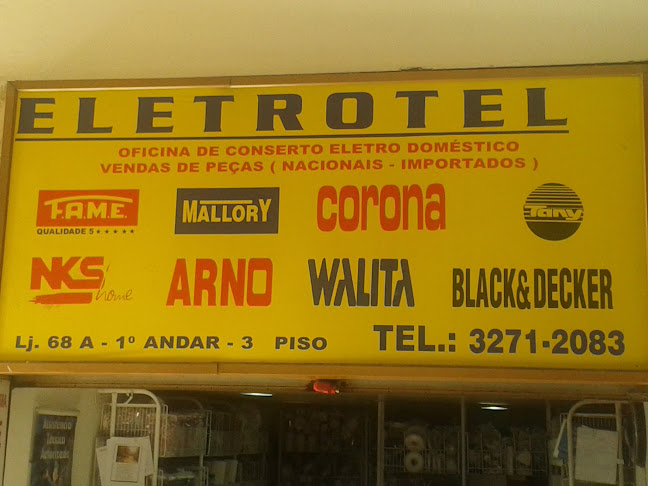 ELETROTEL
OFICINA DE CONSERTO ELETRO DOMÉSTICO
VENDAS DE PEÇAS ( NACIONAIS - IMPORTADOS )
F.A.M.E.
QUALIDADE 5 ★★★★★
MALLORY
corona
Tany
NKS home
ARNO
WALITA
BLACK&DECKER
Lj. 68 A - 1º ANDAR - 3 PISO
TEL.: 3271-2083